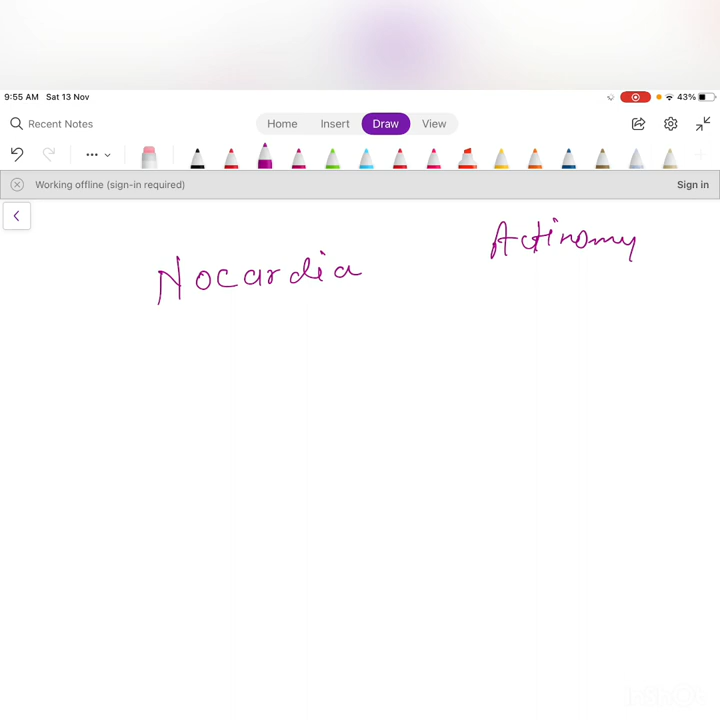 9:55 AM Sat 13 Nov 43%
Recent Notes Home Insert Draw View
Working offline (sign-in required) Sign in
Actinomy
Nocardia